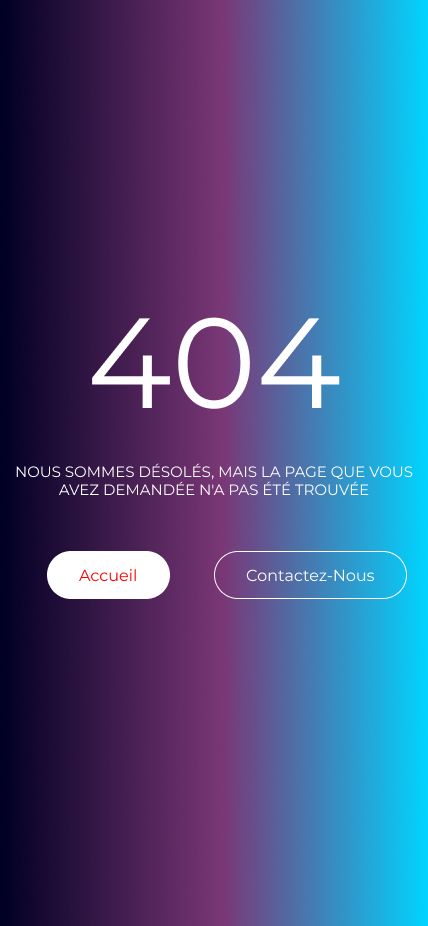 404
NOUS SOMMES DÉSOLÉS, MAIS LA PAGE QUE VOUS
AVEZ DEMANDÉE N'A PAS ÉTÉ TROUVÉE
Accueil
Contactez-Nous